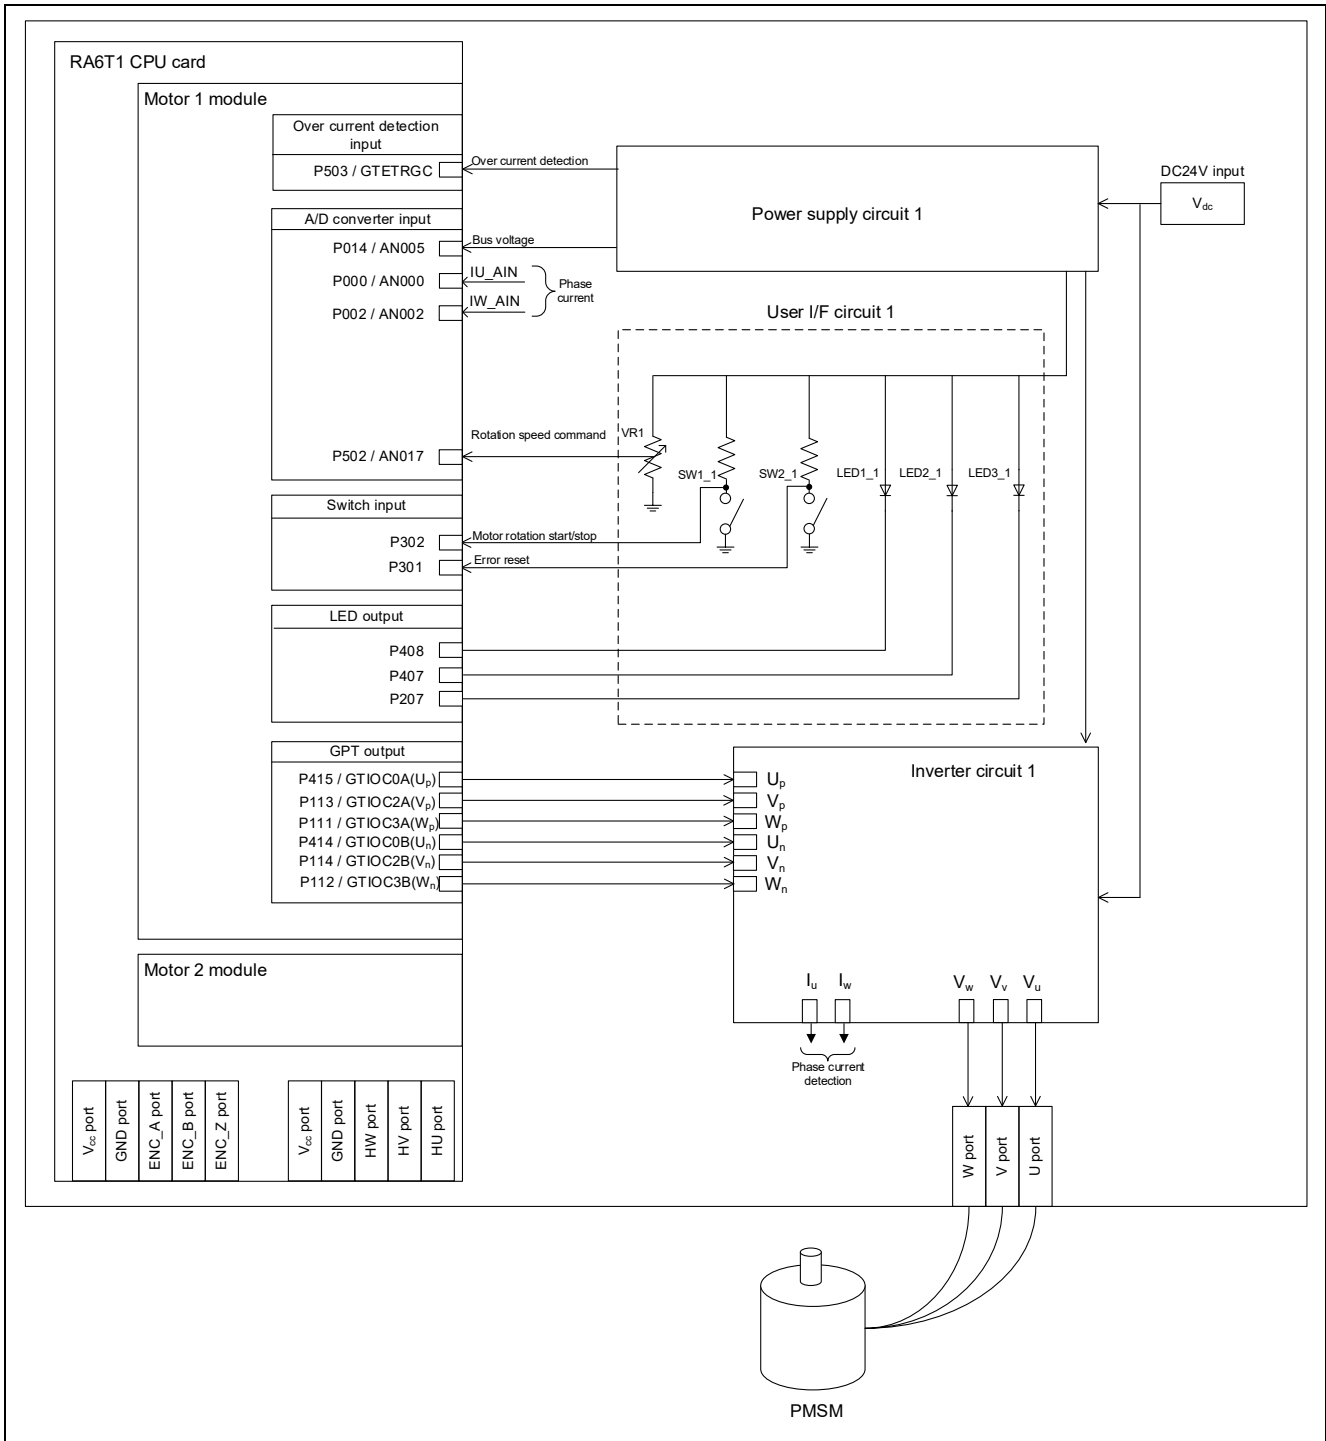 RA6T1 CPU card
Motor 1 module
Over current detection
input
P503 / GTETRGC
Over current detection
A/D converter input
P014 / AN005
Bus voltage
P000 / AN000
IU_AIN
P002 / AN002
IW_AIN
Phase
current
P502 / AN017
Rotation speed command
Switch input
P302
Motor rotation start/stop
P301
Error reset
LED output
P408
P407
P207
GPT output
P415 / GTIOC0A(Up)
P113 / GTIOC2A(Vp)
P111 / GTIOC3A(Wp)
P414 / GTIOC0B(Un)
P114 / GTIOC2B(Vn)
P112 / GTIOC3B(Wn)
Motor 2 module
Power supply circuit 1
DC24V input
Vdc
User I/F circuit 1
VR1
SW1_1
SW2_1
LED1_1
LED2_1
LED3_1
Inverter circuit 1
Up
Vp
Wp
Un
Vn
Wn
Iu
Iw
Vw
Vv
Vu
Phase current
detection
Vcc port
GND port
ENC_A port
ENC_B port
ENC_Z port
Vcc port
GND port
HW port
HV port
HU port
W port
V port
U port
PMSM